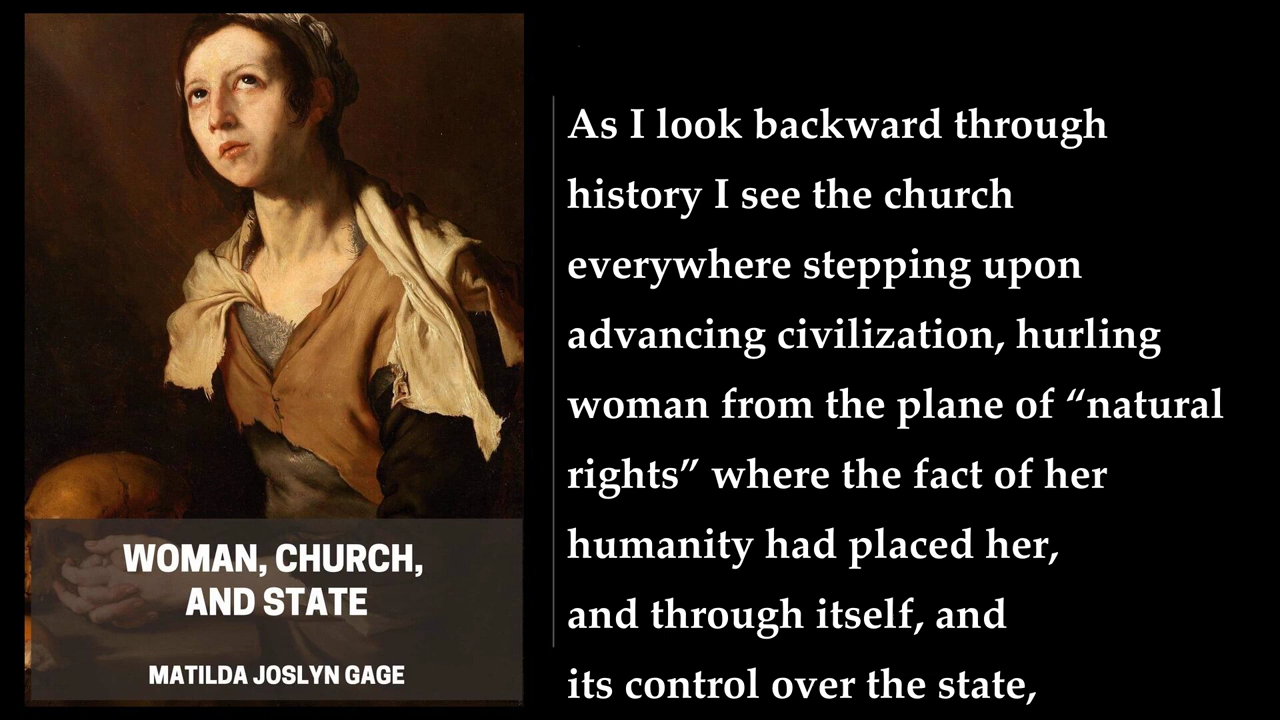 WOMAN, CHURCH,
AND STATE
MATILDA JOSLYN GAGE
As I look backward through
history I see the church
everywhere stepping upon
advancing civilization, hurling
woman from the plane of “natural
rights” where the fact of her
humanity had placed her,
and through itself, and
its control over the state,